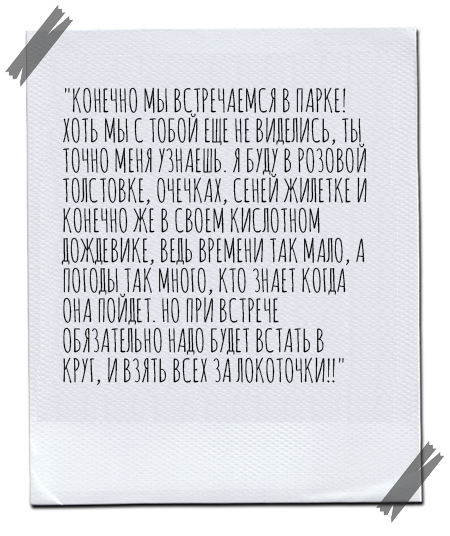 "КОНЕЧНО МЫ ВСТРЕЧАЕМСЯ В ПАРКЕ!
ХОТЬ МЫ С ТОБОЙ ЕЩЕ НЕ ВИДЕЛИСЬ, ТЫ
ТОЧНО МЕНЯ УЗНАЕШЬ. Я БУДУ В РОЗОВОЙ
ТОЛСТОВКЕ, ОЧЕЧКАХ, СЕНЕЙ ЖИЛЕТКЕ И
КОНЕЧНО ЖЕ В СВОЕМ КИСЛОТНОМ
ДОЖДЕВИКЕ, ВЕДЬ ВРЕМЕНИ ТАК МАЛО, А
ПОГОДЫ ТАК МНОГО, КТО ЗНАЕТ КОГДА
ОНА ПОЙДЕТ. НО ПРИ ВСТРЕЧЕ
ОБЯЗАТЕЛЬНО НАДО БУДЕТ ВСТАТЬ В
КРУГ, И ВЗЯТЬ ВСЕХ ЗА ЛОКОТОЧКИ!!"